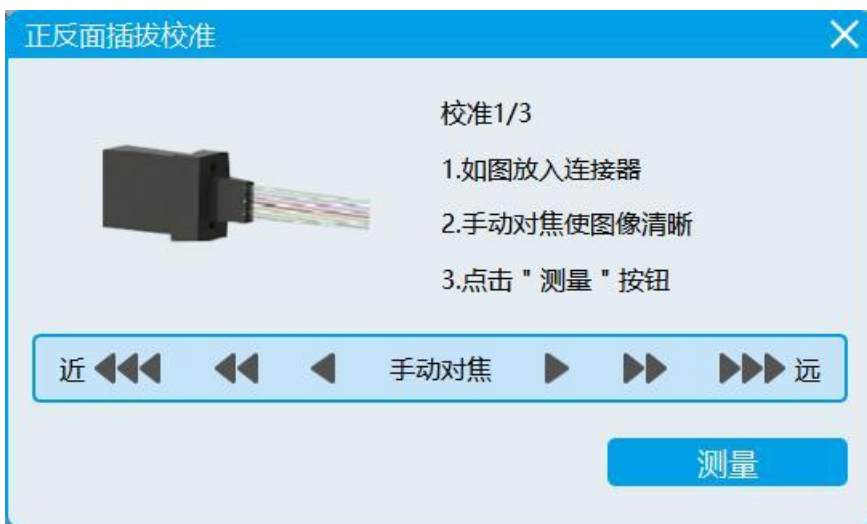 正反面插拔校准
校准1/3
1.如图放入连接器
2.手动对焦使图像清晰
3.点击＂测量＂按钮
近 手动对焦 远
测量